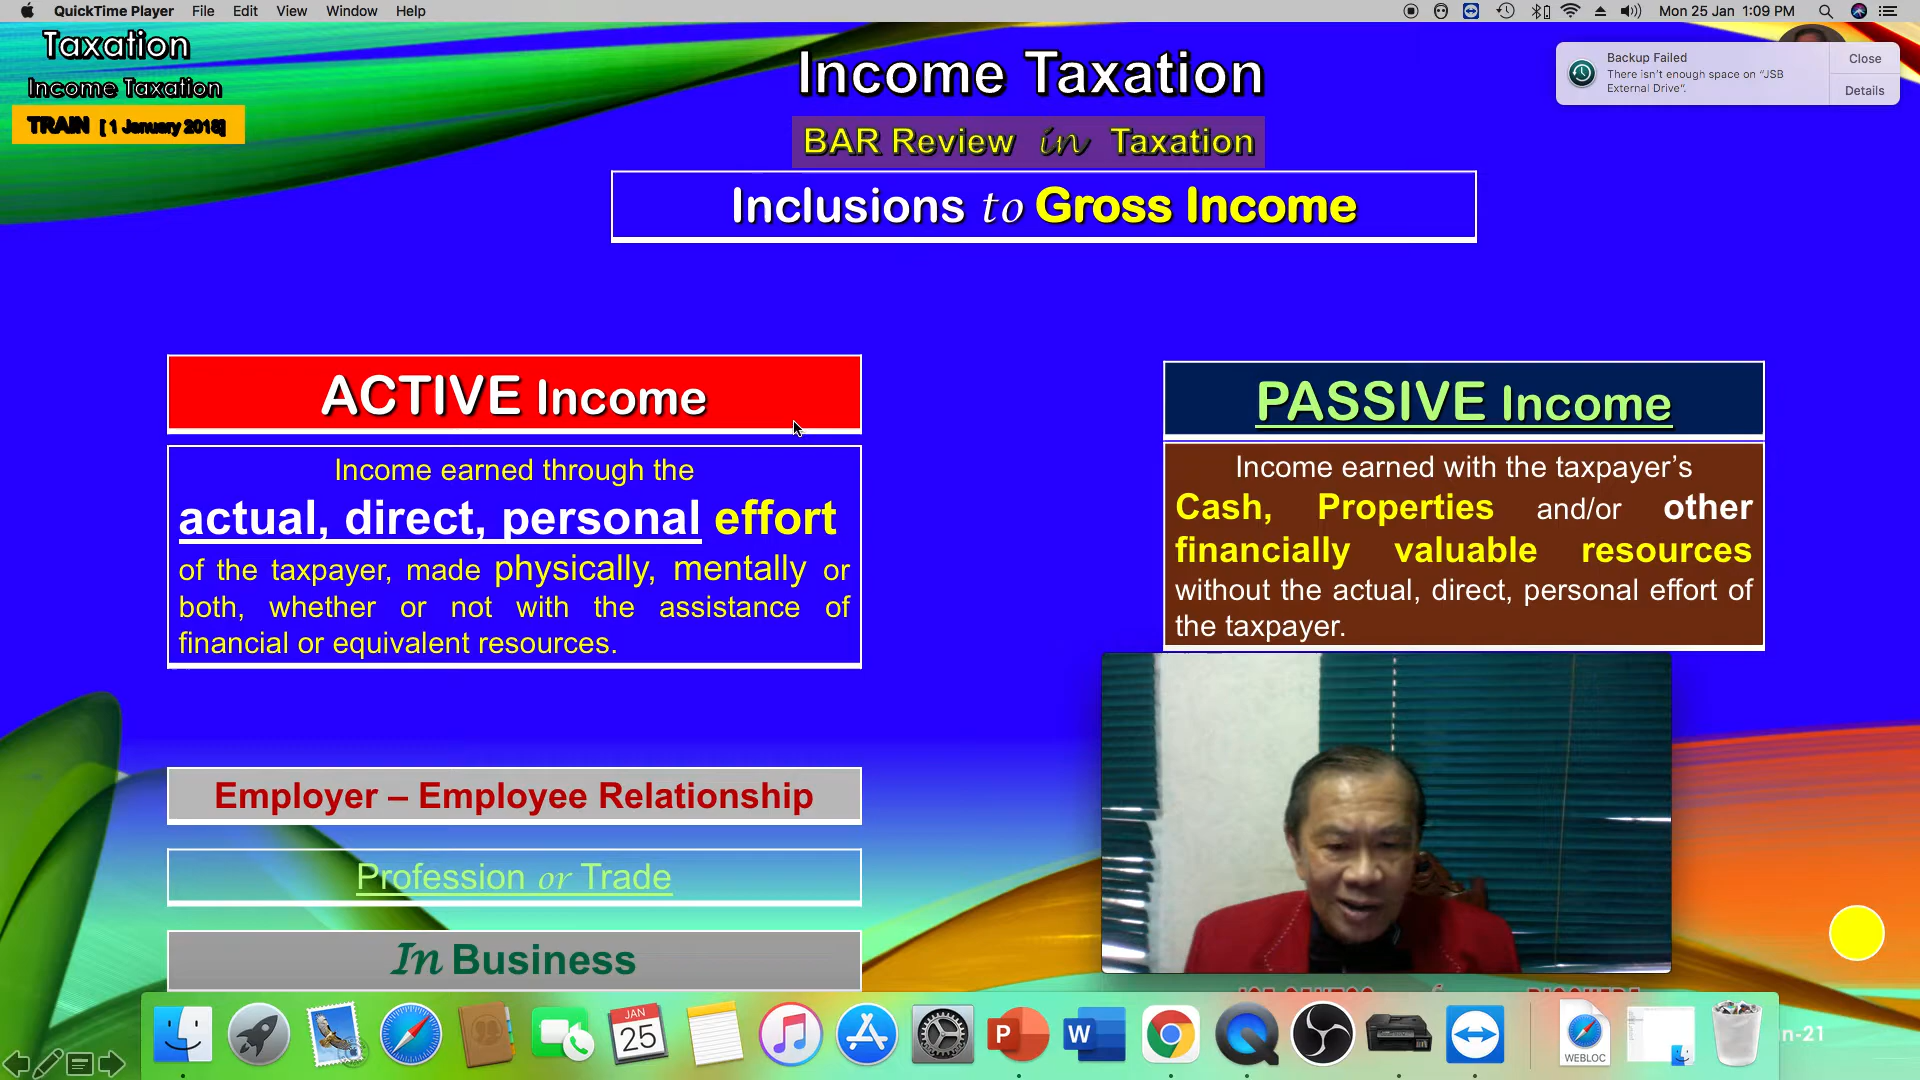 QuickTime Player File Edit View Window Help
Mon 25 Jan 1:09 PM
Taxation
Income Taxation
TRAIN [ 1 January 2018]
Income Taxation
BAR Review in Taxation
Inclusions to Gross Income
Backup Failed
There isn't enough space on “JSB
External Drive”.
Close
Details
ACTIVE Income
Income earned through the
actual, direct, personal effort
of the taxpayer, made physically, mentally or
both, whether or not with the assistance of
financial or equivalent resources.
PASSIVE Income
Income earned with the taxpayer’s
Cash, Properties and/or other
financially valuable resources
without the actual, direct, personal effort of
the taxpayer.
Employer – Employee Relationship
Profession or Trade
In Business
JAN
25
P
W
WEBLOC
n-21